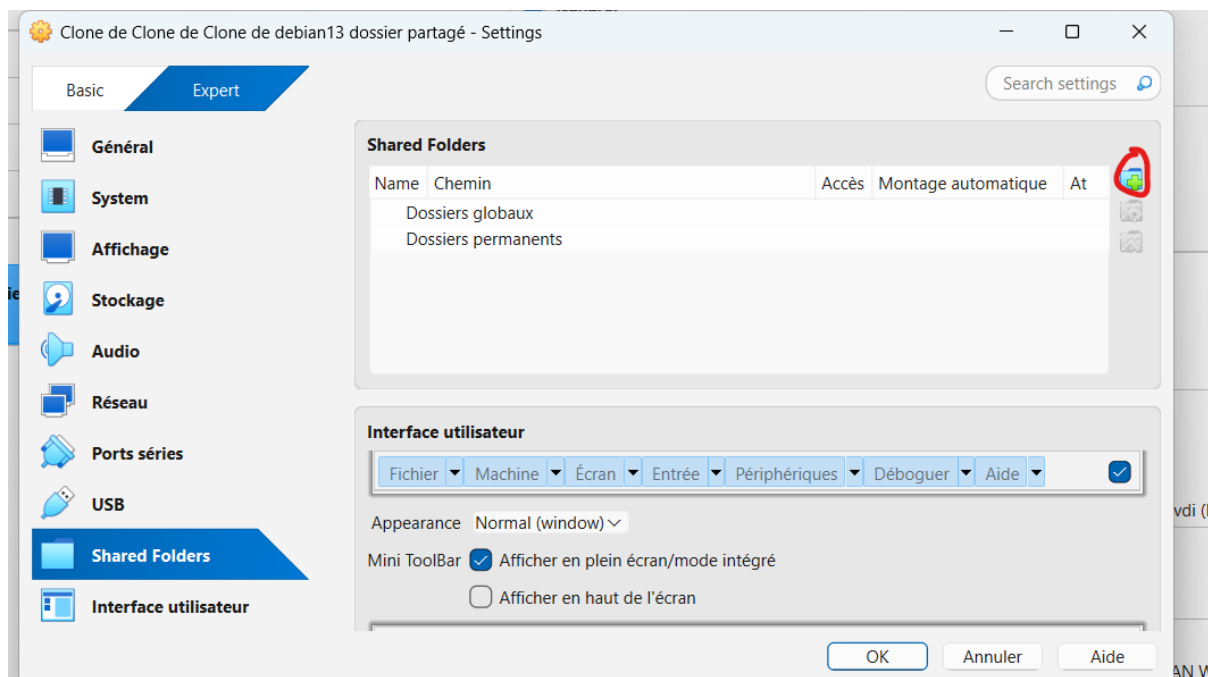 Clone de Clone de Clone de debian13 dossier partagé - Settings
Basic
Expert
Search settings
Général
System
Affichage
Stockage
Audio
Réseau
Ports séries
USB
Shared Folders
Interface utilisateur
Shared Folders
Name Chemin Accès Montage automatique At
Dossiers globaux
Dossiers permanents
Interface utilisateur
Fichier Machine Écran Entrée Périphériques Déboguer Aide
Appearance Normal (window)
Mini ToolBar Afficher en plein écran/mode intégré
Afficher en haut de l'écran
OK Annuler Aide
vdi (